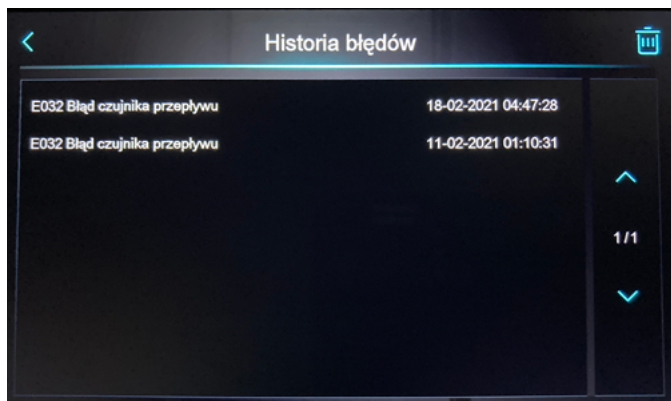 Historia błędów
E032 Błąd czujnika przepływu 18-02-2021 04:47:28
E032 Błąd czujnika przepływu 11-02-2021 01:10:31
1/1